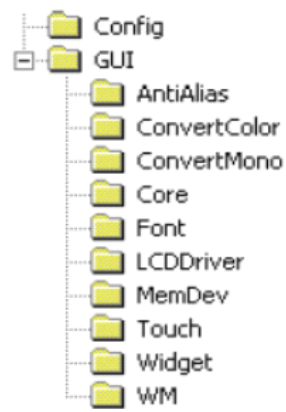 Config
GUI
AntiAlias
ConvertColor
ConvertMono
Core
Font
LCDDriver
MemDev
Touch
Widget
WM